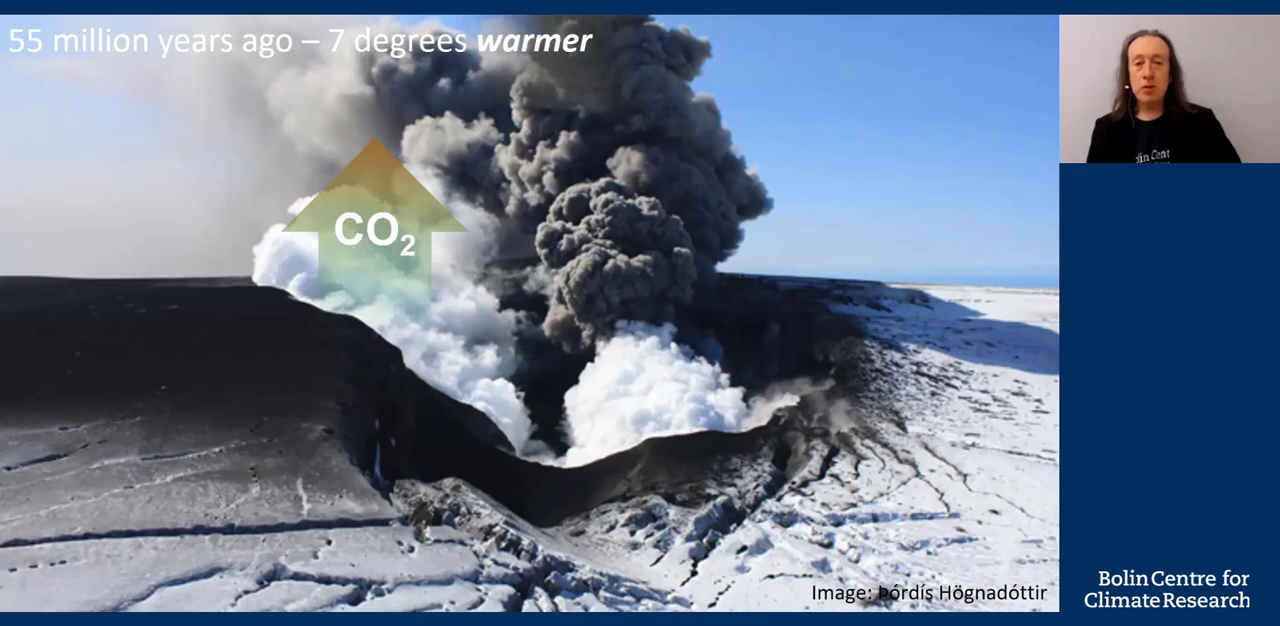 55 million years ago – 7 degrees warmer
CO₂
Image: Þórdís Högnadóttir
Bolin Centre for
Climate Research